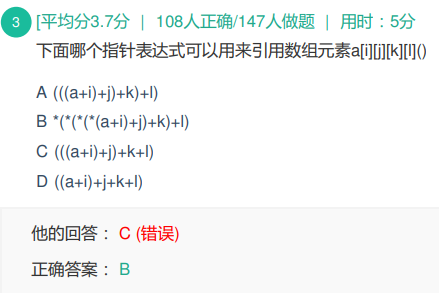 3 [平均分3.7分 | 108人正确/147人做题 | 用时：5分
下面哪个指针表达式可以用来引用数组元素a[i][j][k][l]()
A (((a+i)+j)+k)+l)
B *(*(*(*(a+i)+j)+k)+l)
C (((a+i)+j)+k+l)
D ((a+i)+j+k+l)
他的回答： C (错误)
正确答案： B